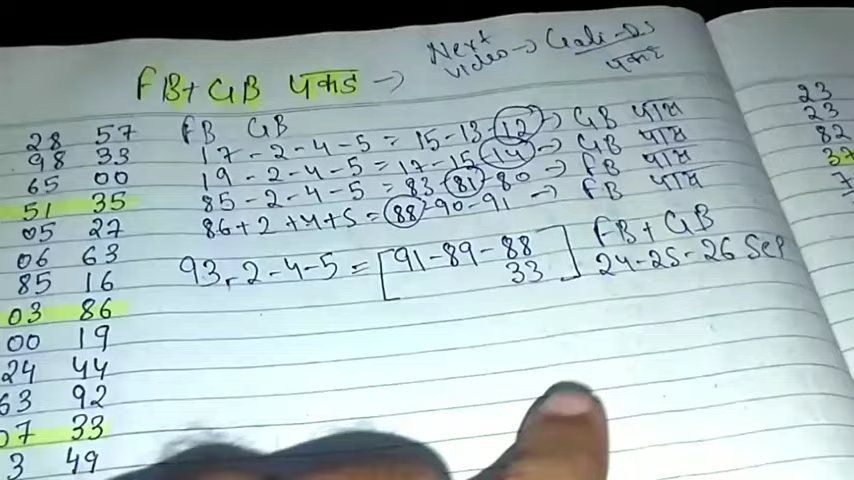 Next
video → Gali-DS
पकड़
FB+GB पकड →
FB GB
17-2-4-5=15-13-12 → GB पास
19-2-4-5=17-15-14 → GB पास
85-2-4-5=83-81-80 → FB पास
86+2+4+5=88-90-91 → FB पास
93-2-4-5=[91-89-88
33]
FB+GB
24-25-26 Sep
28 57
98 33
65 00
51 35
05 27
06 63
85 16
03 86
00 19
24 44
63 92
07 33
3 49
23
23
82
37
7